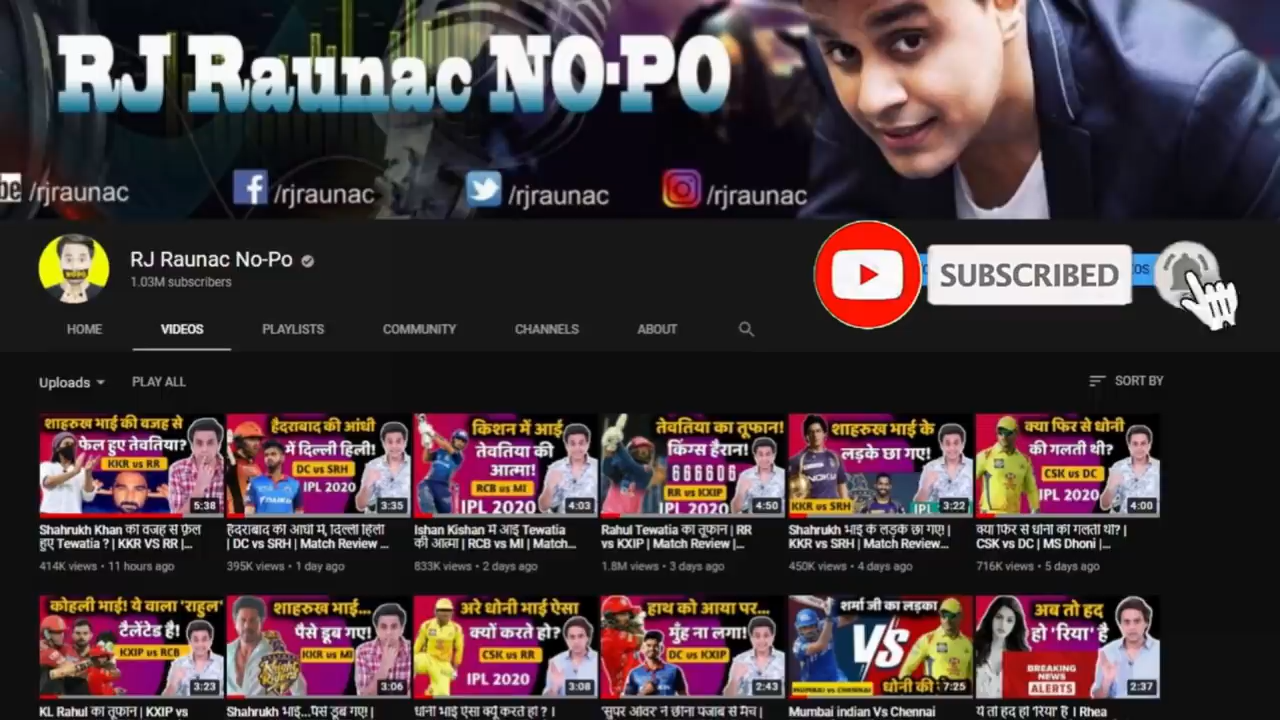 RJ Raunac NO-PO
be /rjraunac
/rjraunac
/rjraunac
/rjraunac
RJ Raunac No-Po
1.03M subscribers
SUBSCRIBED
HOME
VIDEOS
PLAYLISTS
COMMUNITY
CHANNELS
ABOUT
Uploads
PLAY ALL
SORT BY
शाहरुख भाई की वजह से
फेल हुए तेवतिया?
KKR vs RR
5:38
Shahrukh Khan की वजह से फ़ेल
हुए Tewatia ? | KKR VS RR |...
414K views • 11 hours ago
हैदराबाद की आंधी
में दिल्ली हिली!
DC vs SRH
IPL 2020
3:35
हैदराबाद की आंधी में, दिल्ली हिली
| DC vs SRH | Match Review ...
395K views • 1 day ago
किशन में आई
तेवतिया की
आत्मा!
RCB vs MI
IPL 2020
4:03
Ishan Kishan में आई Tewatia
की आत्मा | RCB vs MI | Match...
833K views • 2 days ago
तेवतिया का तूफान!
किंग्स हैरान!
666606
RR vs KXIP
IPL 2020
4:50
Rahul Tewatia का तूफ़ान | RR
vs KXIP | Match Review |...
1.8M views • 3 days ago
शाहरुख भाई के
लड़के छा गए!
KKR vs SRH
IPL
3:22
Shahrukh भाई के लड़के छा गए! |
KKR vs SRH | Match Review...
450K views • 4 days ago
क्या फिर से धोनी
की गलती थी?
CSK vs DC
IPL 2020
4:00
क्या फिर से धोनी की गलती थी? |
CSK vs DC | MS Dhoni |...
716K views • 5 days ago
कोहली भाई! ये वाला 'राहुल'
टैलेंटेड है!
KXIP vs RCB
3:23
KL Rahul का तूफ़ान | KXIP vs
शाहरुख भाई...
पैसे डूब गए!
KKR vs MI
3:06
Shahrukh भाई...पैसे डूब गए! |
अरे धोनी भाई ऐसा
क्यों करते हो?
CSK vs RR
IPL 2020
3:08
धोनी भाई ऐसा क्यूँ करते हो ? |
हाथ को आया पर...
मुँह ना लगा!
DC vs KXIP
2:43
'सुपर ओवर' ने छीना पंजाब से मैच |
शर्मा जी का लड़का
VS
MUMBAI vs CHENNAI
धोनी की
7:25
Mumbai indian Vs Chennai
अब तो हद
हो 'रिया' है
BREAKING
NEWS
ALERTS
2:37
ये तो हद हो 'रिया' है । Rhea